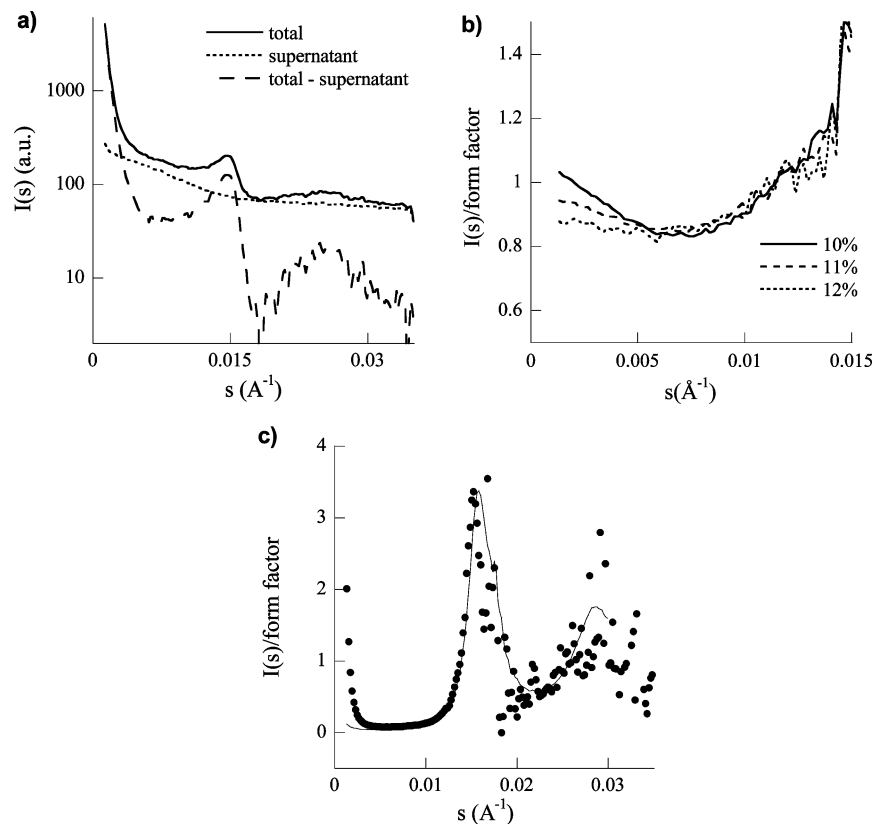 a)
total
supernatant
total - supernatant
1000
100
10
I(s) (a.u.)
0
0.015
0.03
s (A⁻¹)
b)
1.4
1.2
1
0.8
0.6
I(s)/form factor
10%
11%
12%
0
0.005
0.01
0.015
s(Å⁻¹)
c)
4
3
2
1
0
I(s)/form factor
0
0.01
0.02
0.03
s (A⁻¹)